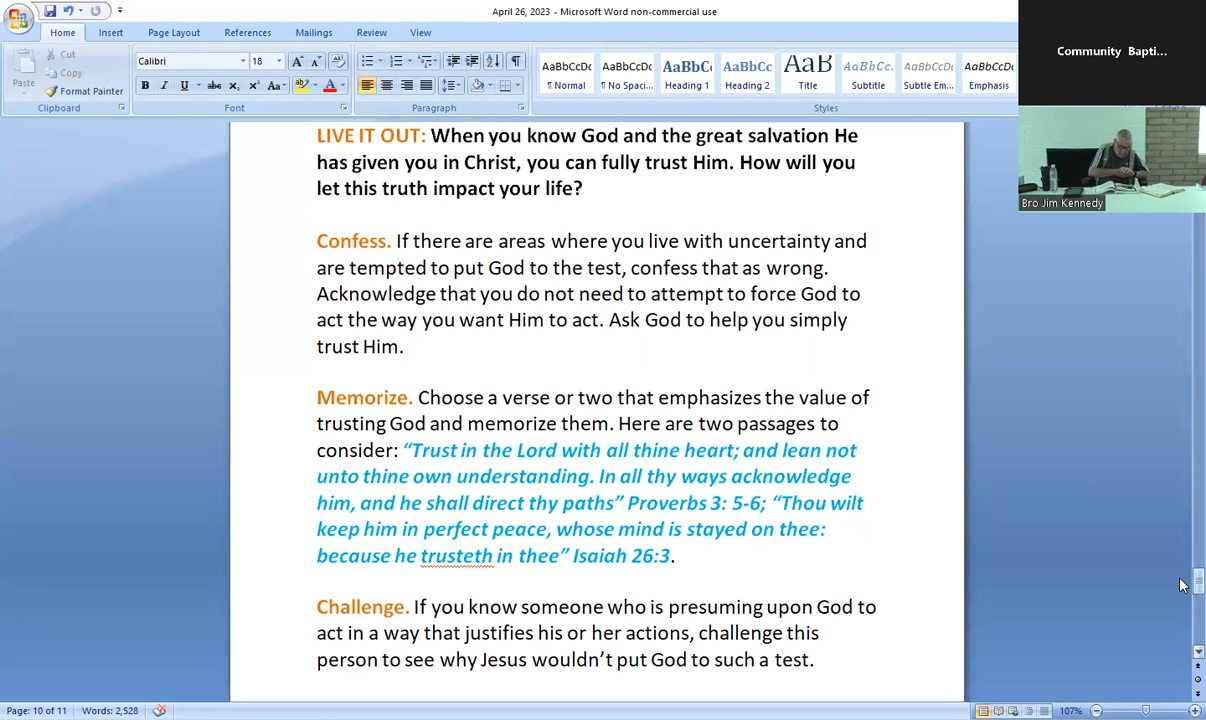 April 26, 2023 - Microsoft Word non-commercial use
Home Insert Page Layout References Mailings Review View
Cut
Copy
Paste
Format Painter
Calibri 18
Clipboard Font Paragraph Styles
AaBbCcDc AaBbCcDc AaBbC AaBbCc AaB AaBbCc. AaBbCcDc AaBbCcDc
¶ Normal ¶ No Spaci... Heading 1 Heading 2 Title Subtitle Subtle Em... Emphasis
Community Bapti...
Bro Jim Kennedy
LIVE IT OUT: When you know God and the great salvation He
has given you in Christ, you can fully trust Him. How will you
let this truth impact your life?
Confess. If there are areas where you live with uncertainty and
are tempted to put God to the test, confess that as wrong.
Acknowledge that you do not need to attempt to force God to
act the way you want Him to act. Ask God to help you simply
trust Him.
Memorize. Choose a verse or two that emphasizes the value of
trusting God and memorize them. Here are two passages to
consider: “Trust in the Lord with all thine heart; and lean not
unto thine own understanding. In all thy ways acknowledge
him, and he shall direct thy paths” Proverbs 3: 5-6; “Thou wilt
keep him in perfect peace, whose mind is stayed on thee:
because he trusteth in thee” Isaiah 26:3.
Challenge. If you know someone who is presuming upon God to
act in a way that justifies his or her actions, challenge this
person to see why Jesus wouldn’t put God to such a test.
Page: 10 of 11 Words: 2,528 107%